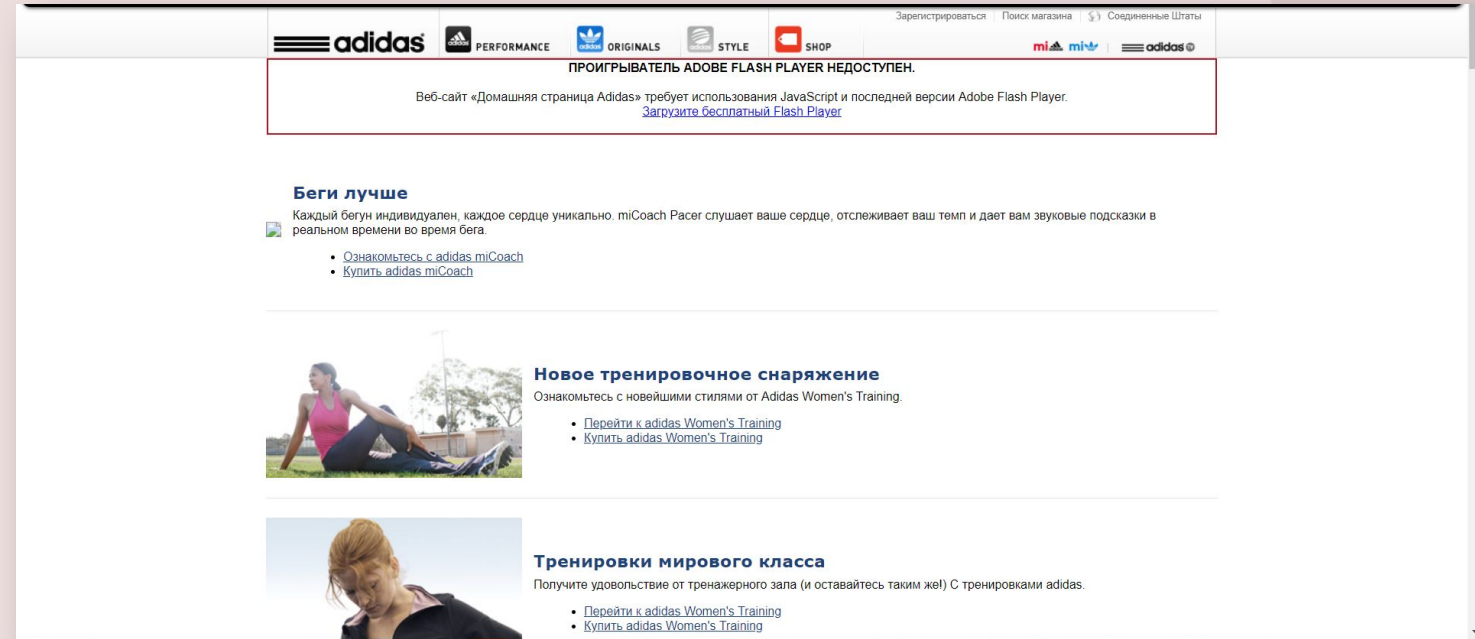 Зарегистрироваться Поиск магазина Соединенные Штаты
adidas adidas PERFORMANCE adidas ORIGINALS STYLE SHOP mi mi adidas
ПРОИГРЫВАТЕЛЬ ADOBE FLASH PLAYER НЕДОСТУПЕН.
Веб-сайт «Домашняя страница Adidas» требует использования JavaScript и последней версии Adobe Flash Player.
Загрузите бесплатный Flash Player
Беги лучше
Каждый бегун индивидуален, каждое сердце уникально. miCoach Pacer слушает ваше сердце, отслеживает ваш темп и дает вам звуковые подсказки в
реальном времени во время бега.
Ознакомьтесь с adidas miCoach
Купить adidas miCoach
Новое тренировочное снаряжение
Ознакомьтесь с новейшими стилями от Adidas Women's Training.
Перейти к adidas Women's Training
Купить adidas Women's Training
Тренировки мирового класса
Получите удовольствие от тренажерного зала (и оставайтесь таким же!) С тренировками adidas.
Перейти к adidas Women's Training
Купить adidas Women's Training